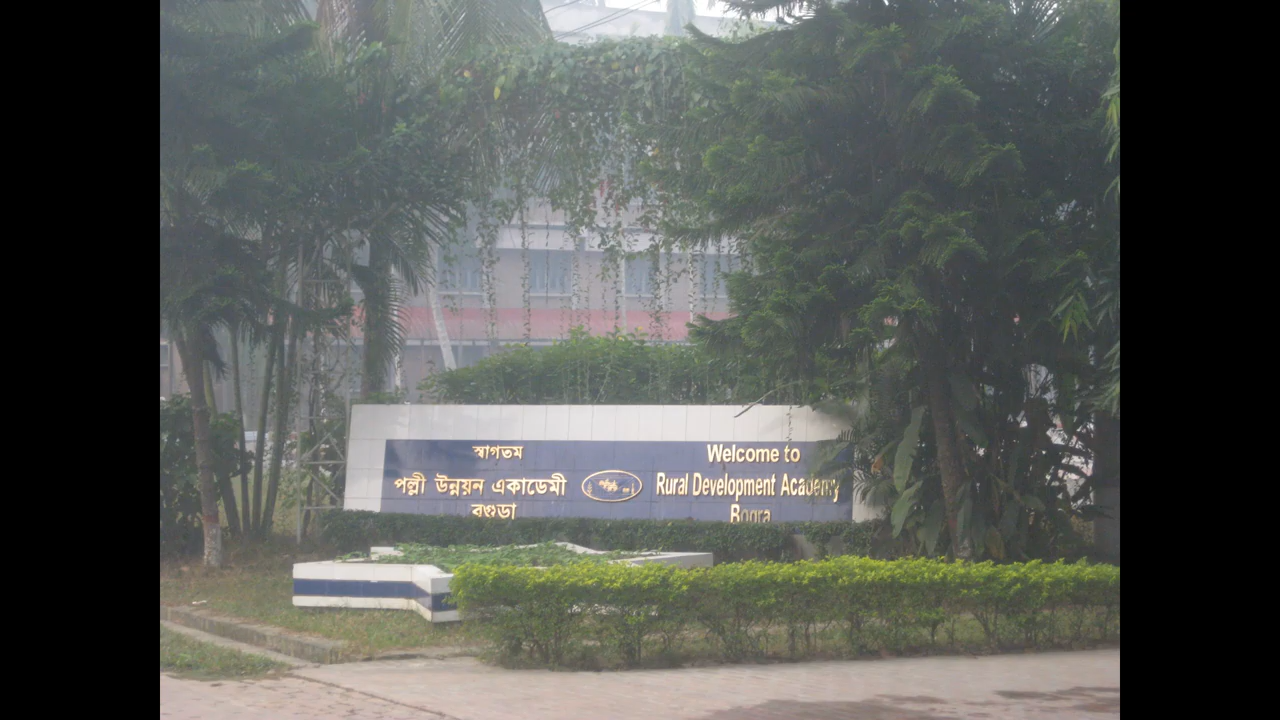 স্বাগতম
পল্লী উন্নয়ন একাডেমী
বগুড়া
Welcome to
Rural Development Academy
Bogra